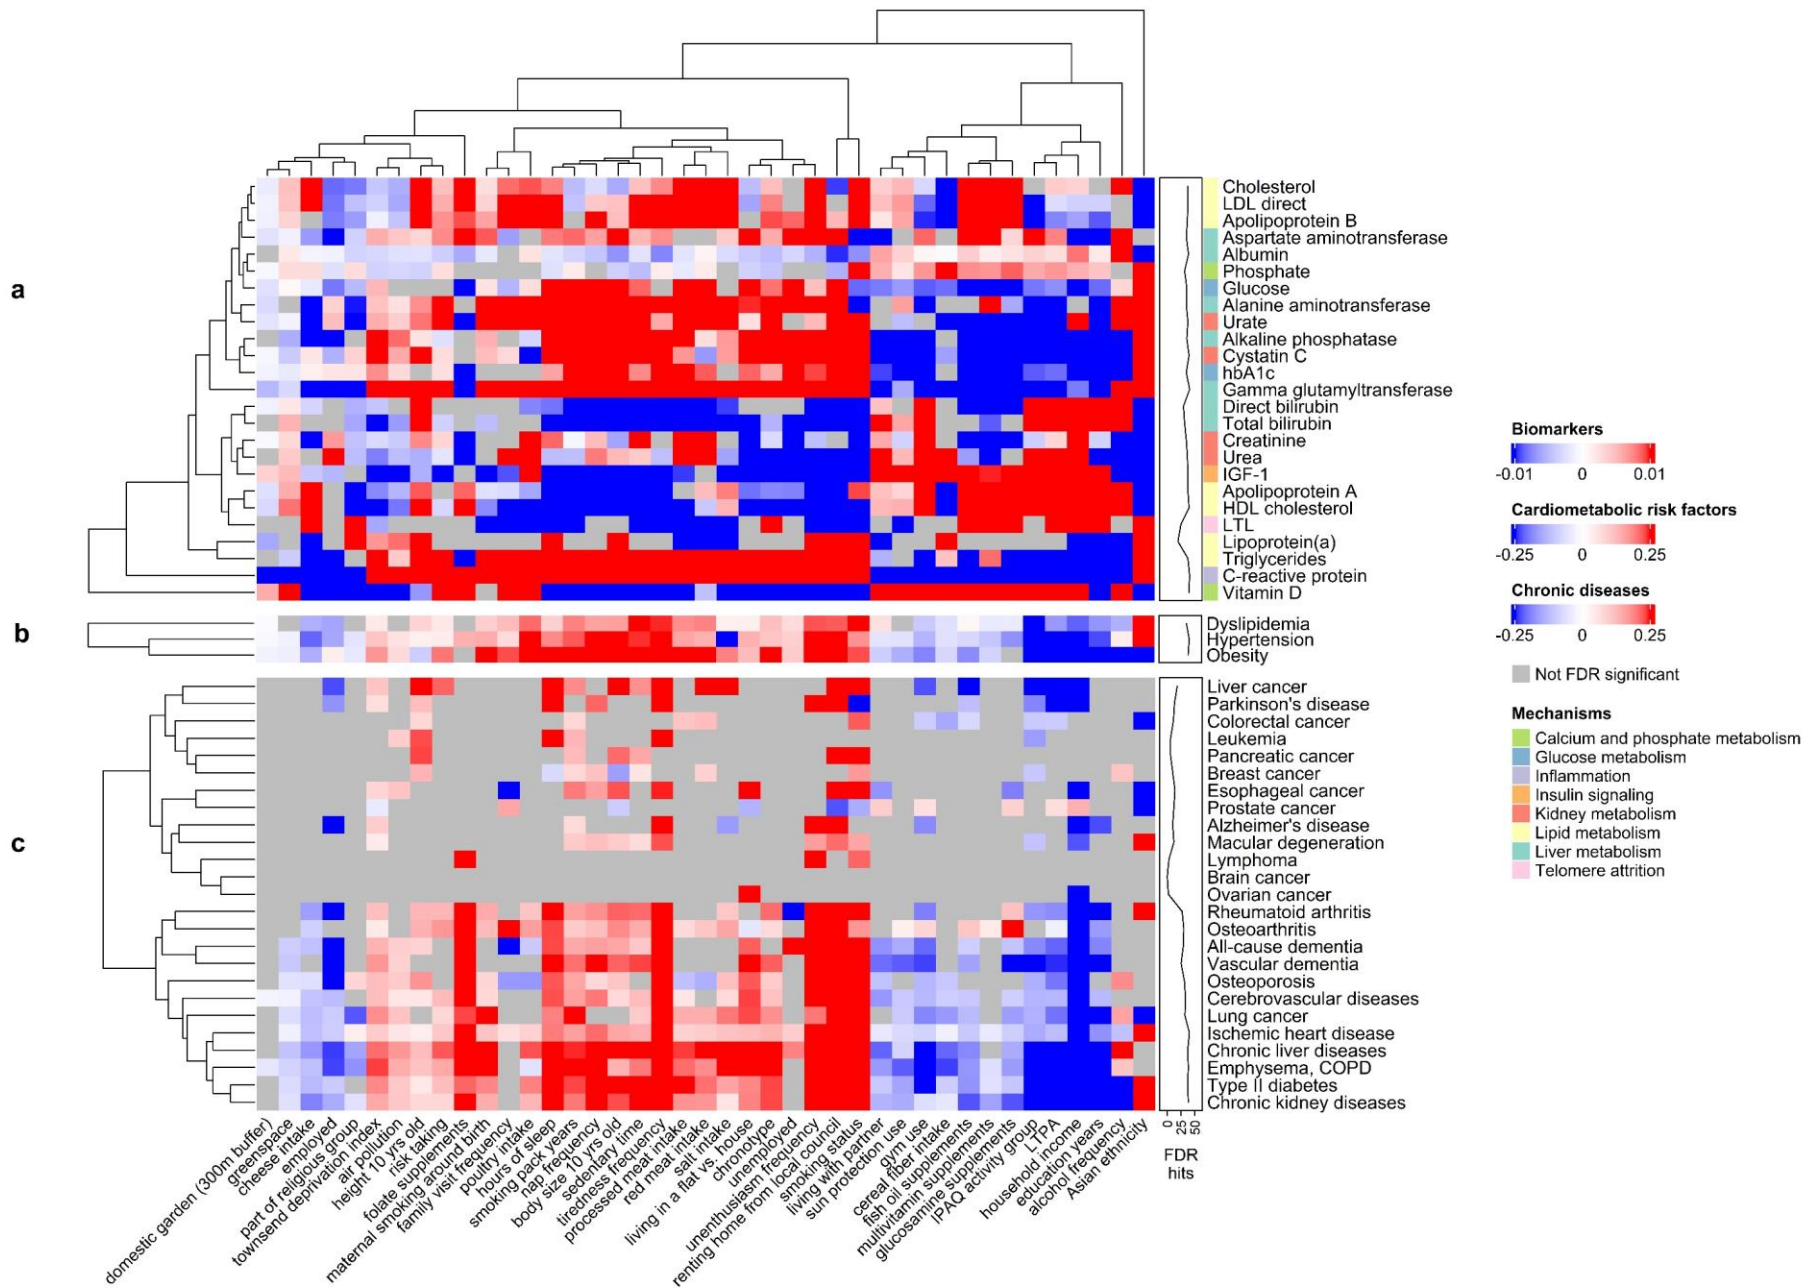 a
Cholesterol
LDL direct
Apolipoprotein B
Aspartate aminotransferase
Albumin
Phosphate
Glucose
Alanine aminotransferase
Urate
Alkaline phosphatase
Cystatin C
hbA1c
Gamma glutamyltransferase
Direct bilirubin
Total bilirubin
Creatinine
Urea
IGF-1
Apolipoprotein A
HDL cholesterol
LTL
Lipoprotein(a)
Triglycerides
C-reactive protein
Vitamin D
b
Dyslipidemia
Hypertension
Obesity
c
Liver cancer
Parkinson's disease
Colorectal cancer
Leukemia
Pancreatic cancer
Breast cancer
Esophageal cancer
Prostate cancer
Alzheimer's disease
Macular degeneration
Lymphoma
Brain cancer
Ovarian cancer
Rheumatoid arthritis
Osteoarthritis
All-cause dementia
Vascular dementia
Osteoporosis
Cerebrovascular diseases
Lung cancer
Ischemic heart disease
Chronic liver diseases
Emphysema, COPD
Type II diabetes
Chronic kidney diseases
0
25
50
FDR
hits
domestic garden (300m buffer)
greenspace
cheese intake
employed
part of religious group
townsend deprivation index
air pollution
height 10 yrs old
risk taking
folate supplements
maternal smoking around birth
family visit frequency
poultry intake
hours of sleep
smoking pack years
nap frequency
body size 10 yrs old
sedentary time
tiredness frequency
processed meat intake
red meat intake
salt intake
living in a flat vs. house
chronotype
unemployed
unenthusiasm frequency
renting home from local council
smoking status
living with partner
sun protection use
gym use
cereal fiber intake
fish oil supplements
multivitamin supplements
glucosamine supplements
IPAQ activity group
LTPA
household income
education years
alcohol frequency
Asian ethnicity
Biomarkers
-0.01 0 0.01
Cardiometabolic risk factors
-0.25 0 0.25
Chronic diseases
-0.25 0 0.25
Not FDR significant
Mechanisms
Calcium and phosphate metabolism
Glucose metabolism
Inflammation
Insulin signaling
Kidney metabolism
Lipid metabolism
Liver metabolism
Telomere attrition